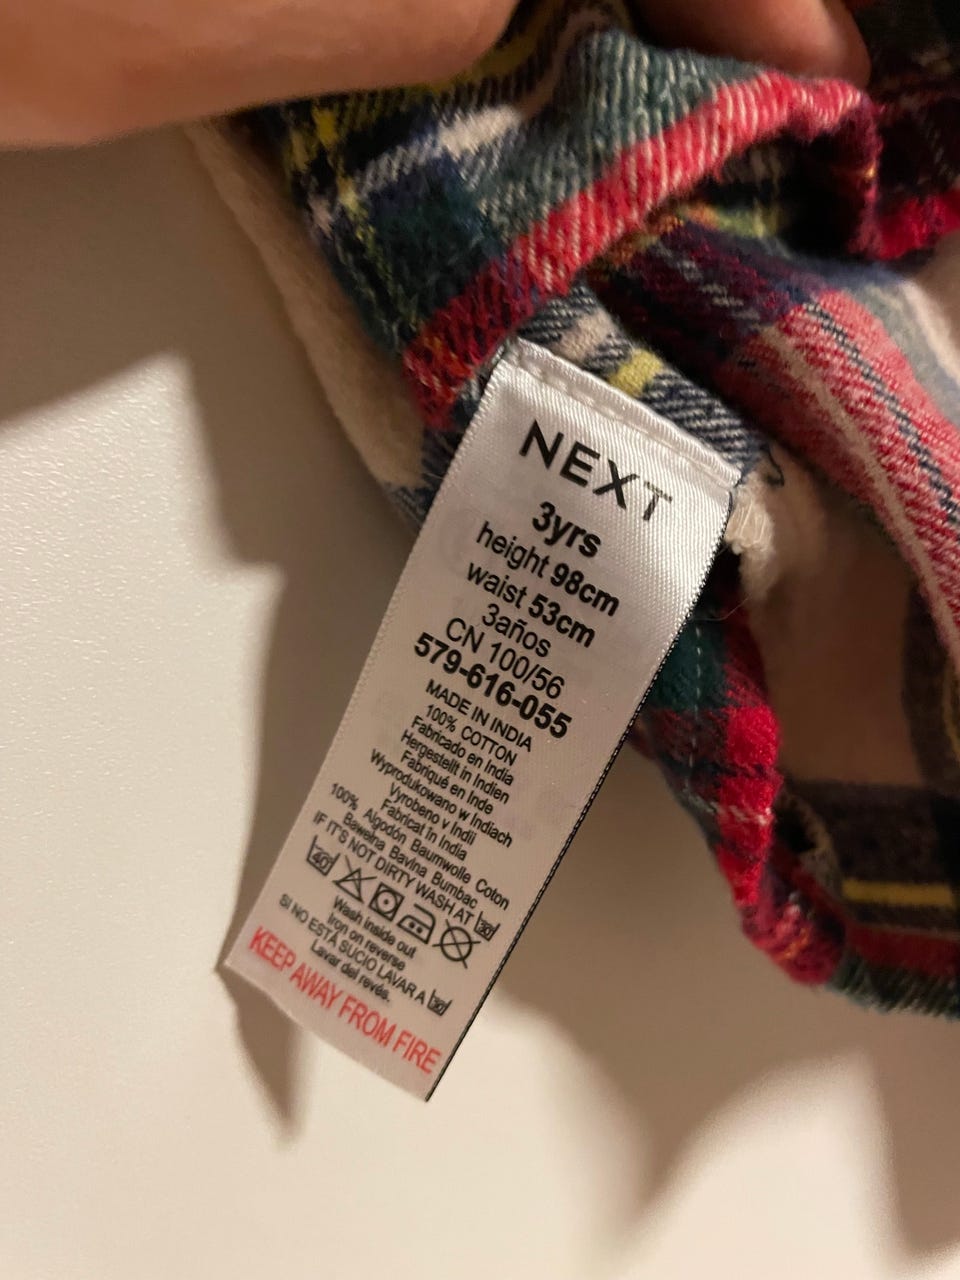 NEXT
3yrs
height 98cm
waist 53cm
3años
CN 100/56
579-616-055
MADE IN INDIA
100% COTTON
Fabricado en India
Hergestellt in Indien
Fabriqué en Inde
Wyprodukowano w Indiach
Vyrobeno v Indii
Fabricat în India
100% Algodón Baumwolle Coton
Bawełna Bavlna Bumbac
IF IT'S NOT DIRTY WASH AT 30°
40°
Wash inside out
Iron on reverse
SI NO ESTÁ SUCIO LAVAR A 30°
Lavar del revés.
KEEP AWAY FROM FIRE